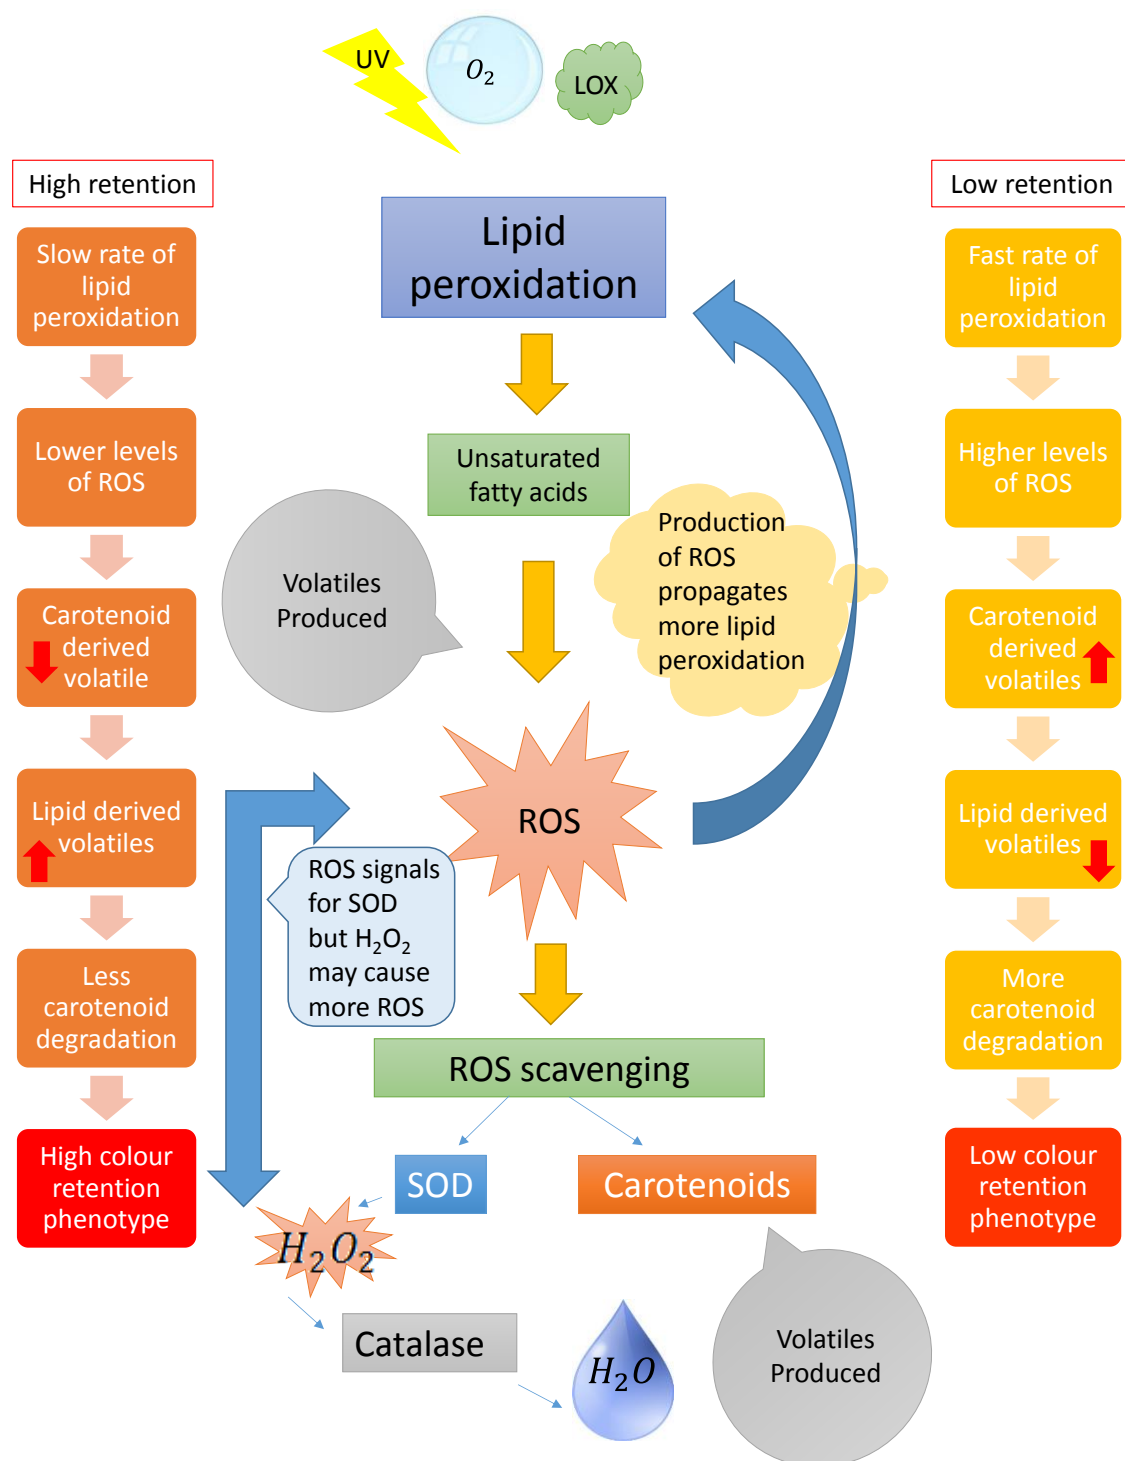 UV
O₂
LOX
High retention
Slow rate of
lipid
peroxidation
Lower levels
of ROS
Carotenoid
derived
volatile
Lipid derived
volatiles
Less
carotenoid
degradation
High colour
retention
phenotype
Lipid
peroxidation
Unsaturated
fatty acids
Volatiles
Produced
Production
of ROS
propagates
more lipid
peroxidation
ROS
ROS signals
for SOD
but H₂O₂
may cause
more ROS
ROS scavenging
SOD
Carotenoids
H₂O₂
Catalase
H₂O
Volatiles
Produced
Low retention
Fast rate of
lipid
peroxidation
Higher levels
of ROS
Carotenoid
derived
volatiles
Lipid derived
volatiles
More
carotenoid
degradation
Low colour
retention
phenotype